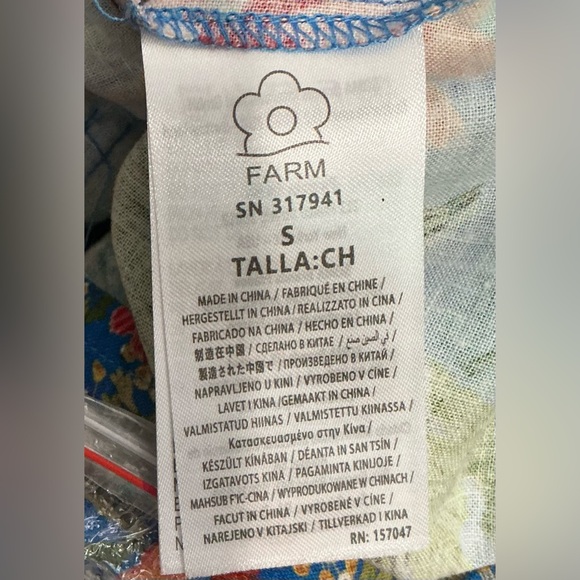 FARM
SN 317941
S
TALLA:CH
MADE IN CHINA / FABRIQUÉ EN CHINE /
HERGESTELLT IN CHINA / REALIZZATO IN CINA /
FABRICADO NA CHINA / HECHO EN CHINA /
制造在中国 / СДЕЛАНО В КИТАЕ / في الصين صنع /
製造された中国で / ПРОИЗВЕДЕНО В КИТАЙ /
NAPRAVLJENO U KINI / VYROBENO V CÍNE /
LAVET I KINA /GEMAAKT IN CHINA /
VALMISTATUD HIINAS / VALMISTETTU KIINASSA /
Κατασκευασμένο στην Κίνα /
KÉSZÜLT KÍNÁBAN / DÉANTA IN SAN TSÍN /
IZGATAVOTS KINA / PAGAMINTA KINIJOJE /
MAHSUB F'IC-CINA / WYPRODUKOWANE W CHINACH /
FACUT IN CHINA / VYROBENÉ V CÍNE /
NAREJENO V KITAJSKI / TILLVERKAD I KINA
RN: 157047